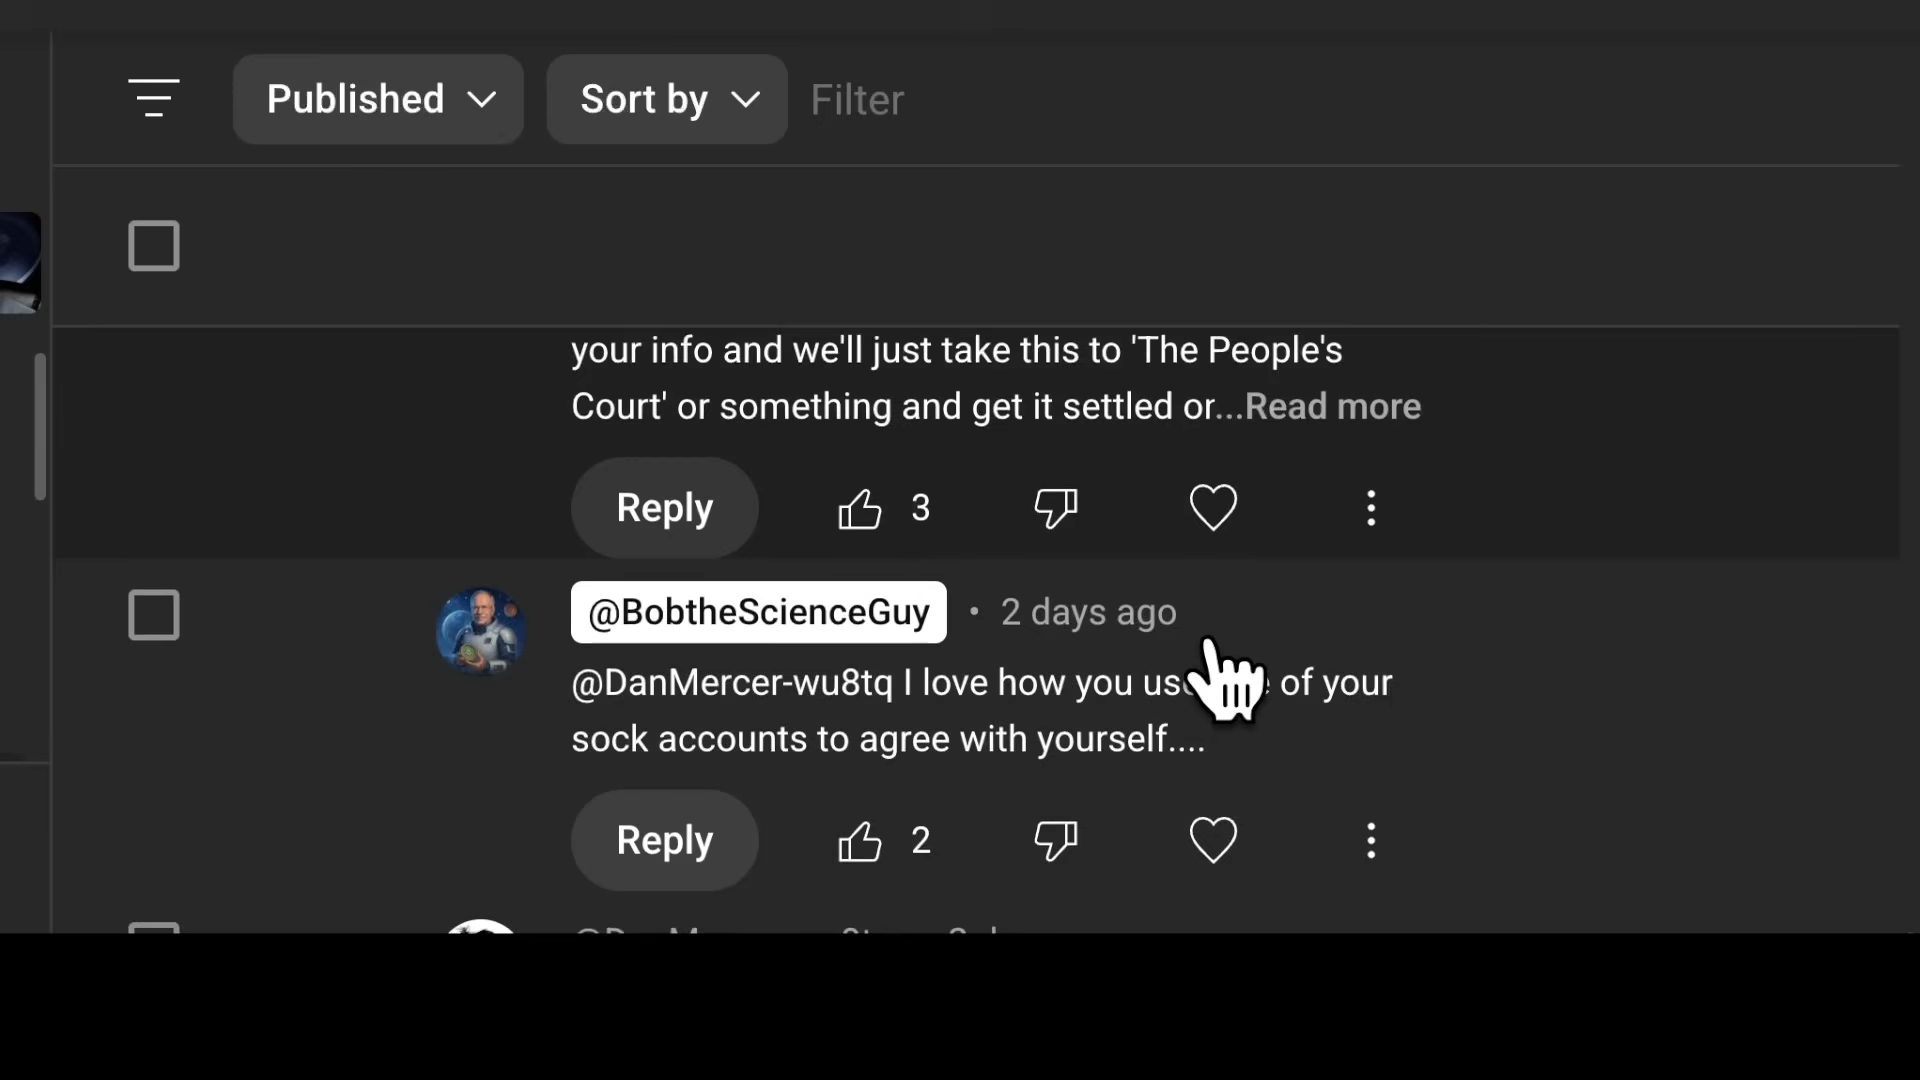 Published
Sort by
Filter
your info and we'll just take this to 'The People's
Court' or something and get it settled or...Read more
Reply
3
@BobtheScienceGuy • 2 days ago
@DanMercer-wu8tq I love how you of your
sock accounts to agree with yourself....
Reply
2